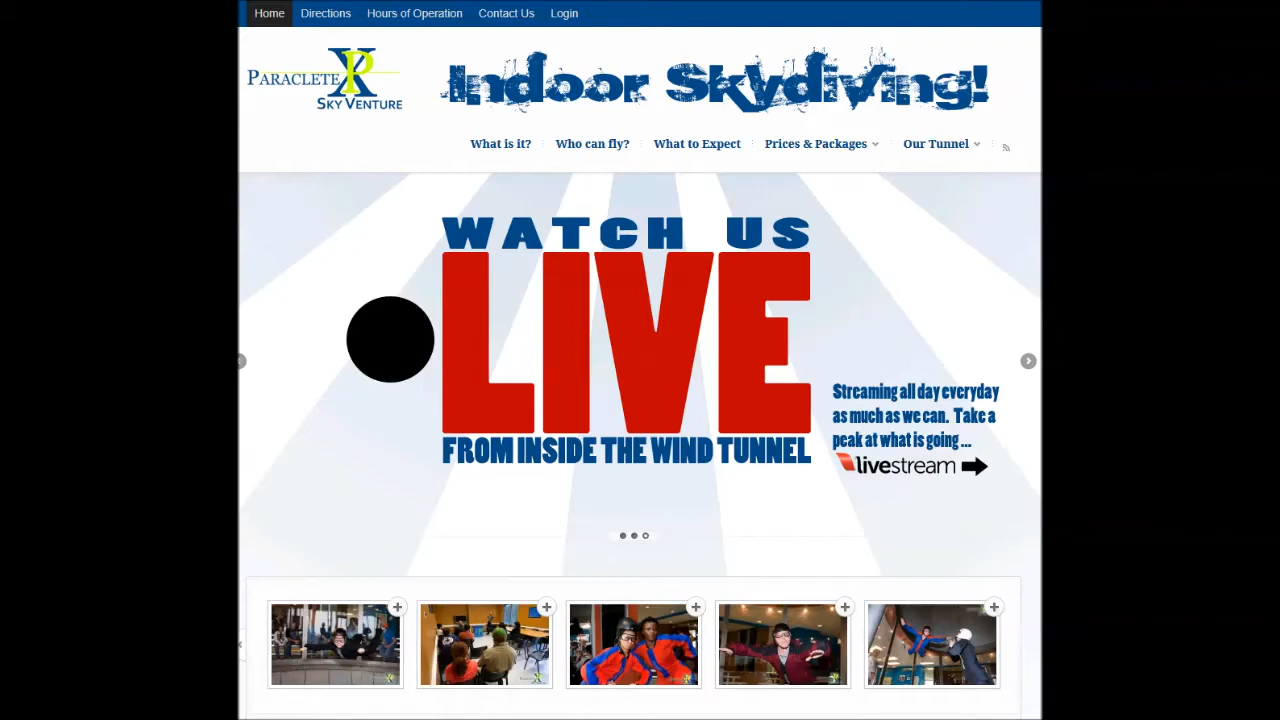 Home Directions Hours of Operation Contact Us Login
PARACLETE XP
SKYVENTURE
Indoor Skydiving!
What is it? Who can fly? What to Expect Prices & Packages Our Tunnel
WATCH US
LIVE
FROM INSIDE THE WIND TUNNEL
Streaming all day everyday
as much as we can. Take a
peak at what is going ...
livestream